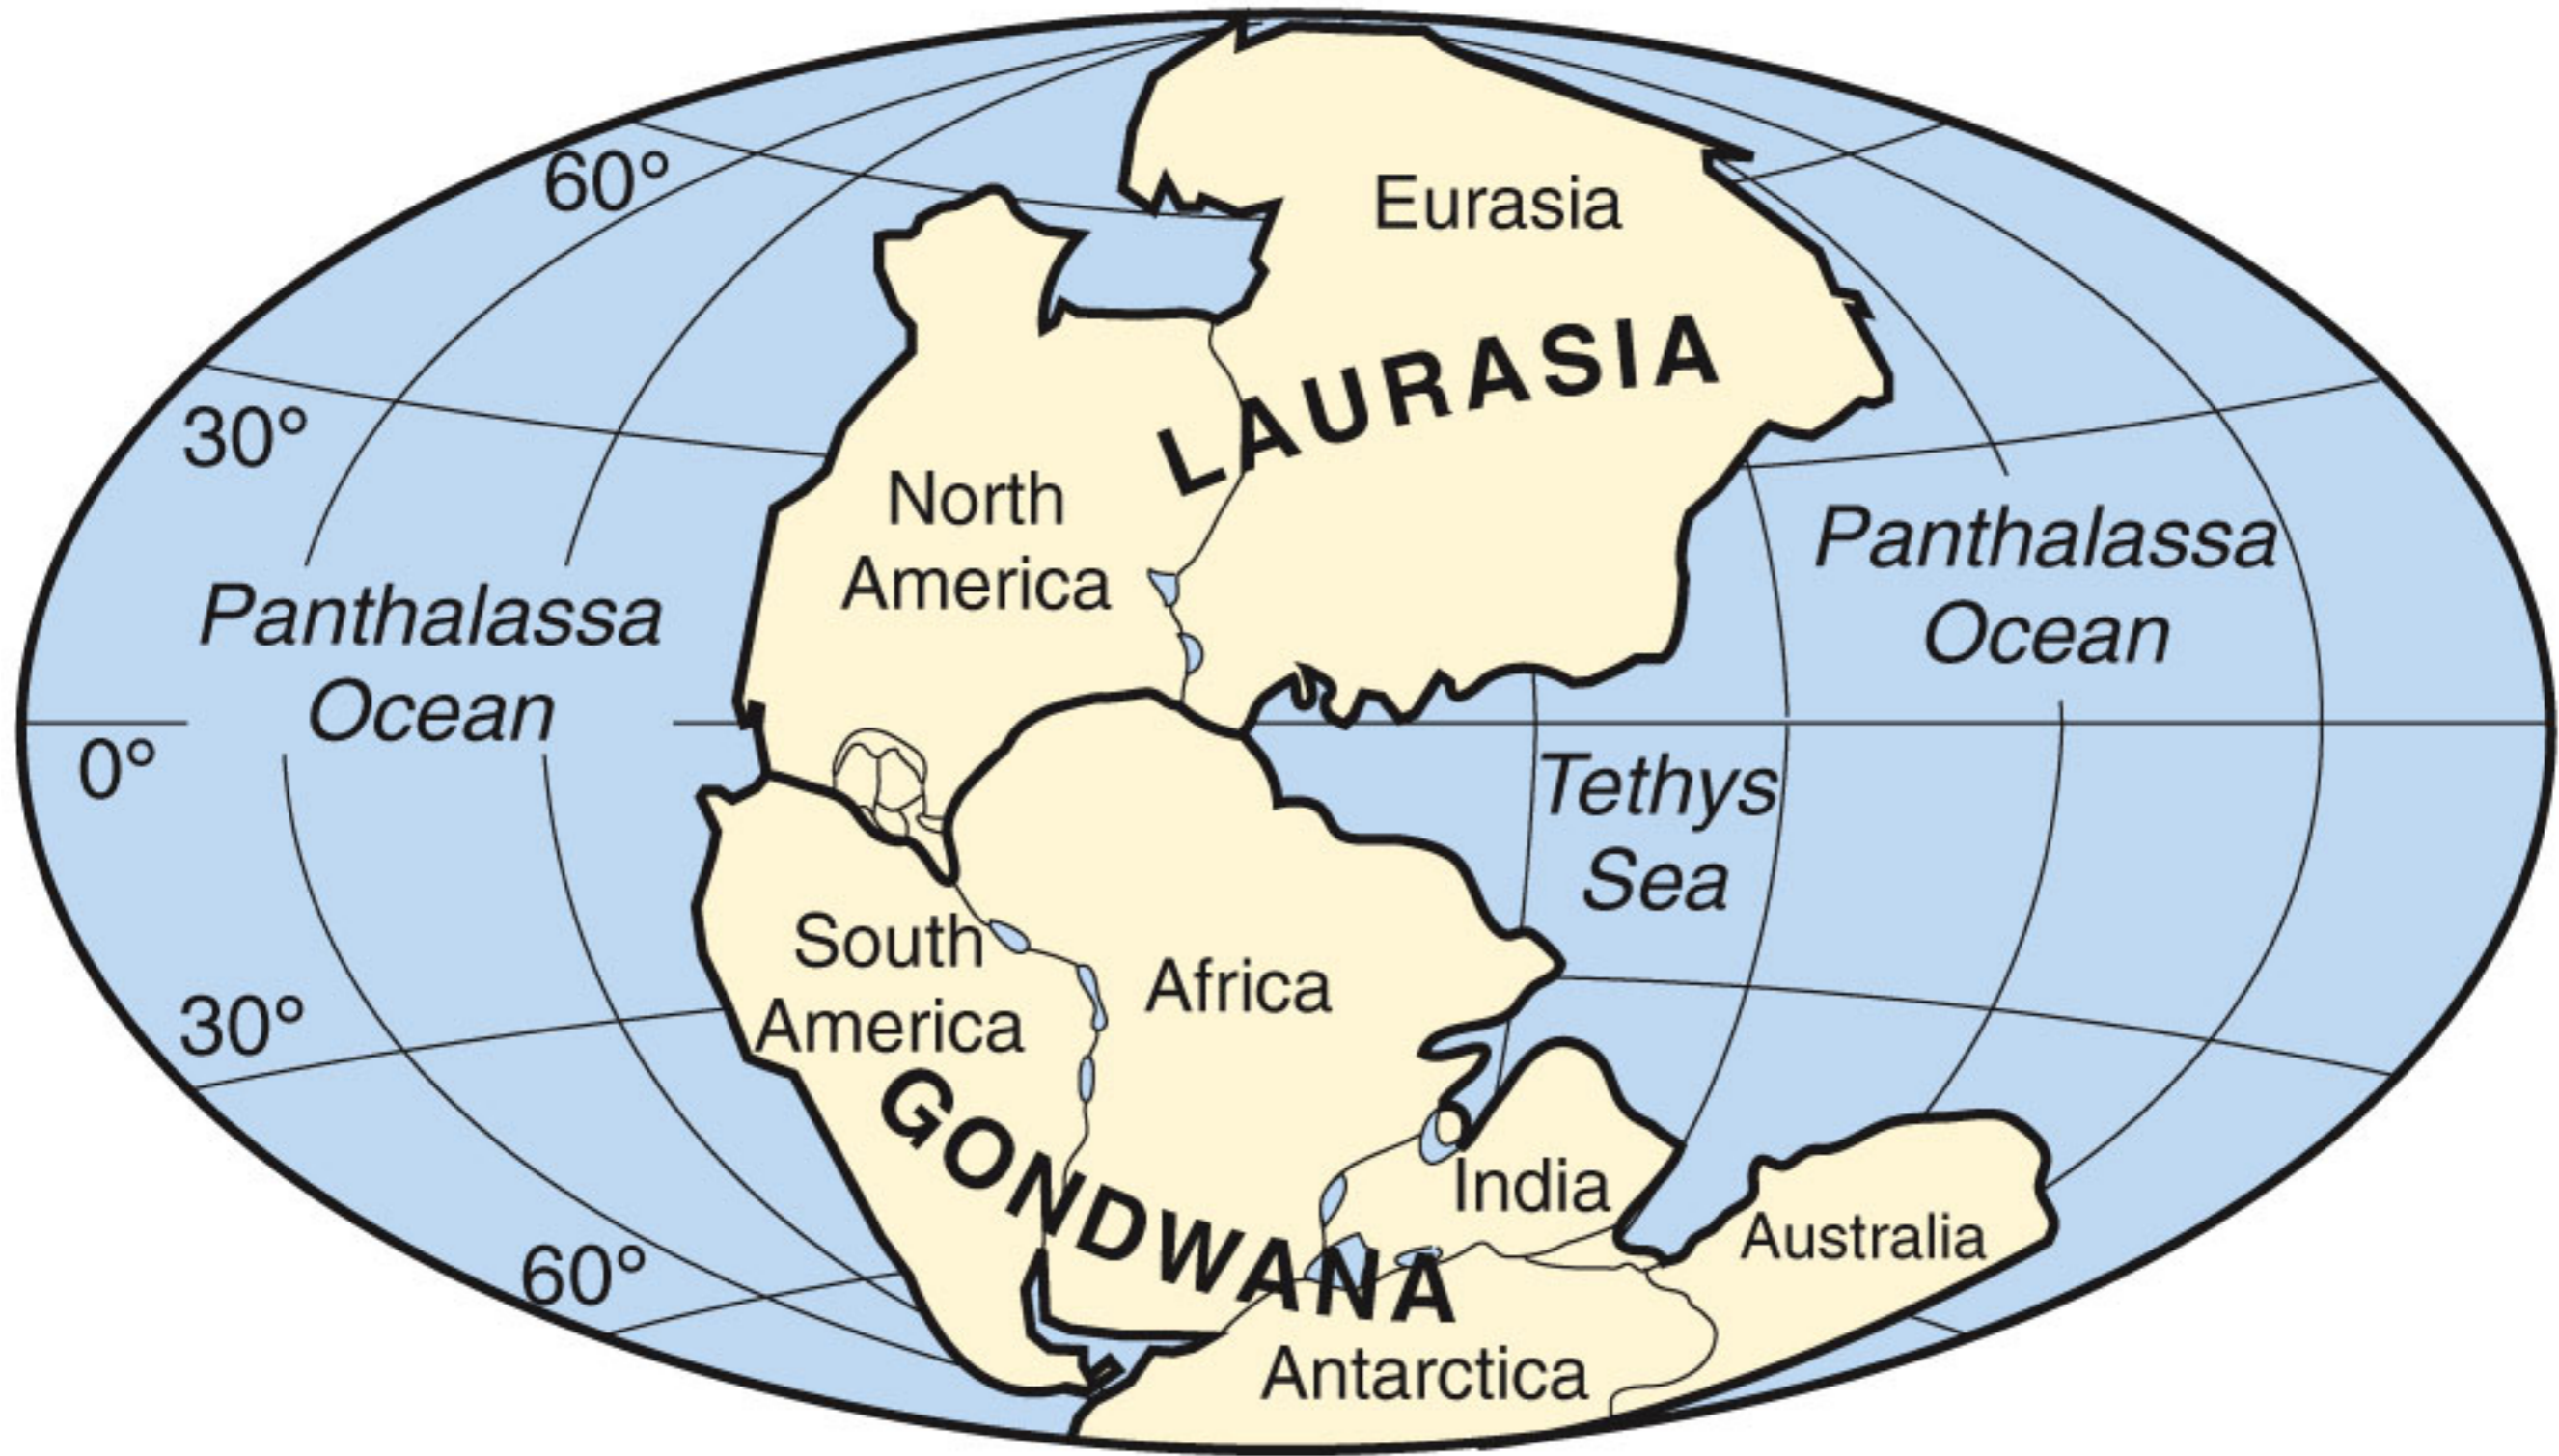 60°
Eurasia
LAURASIA
30°
North
America
Panthalassa
Ocean
Panthalassa
Ocean
0°
Tethys
Sea
South
America
Africa
30°
GONDWANA
India
Australia
60°
Antarctica